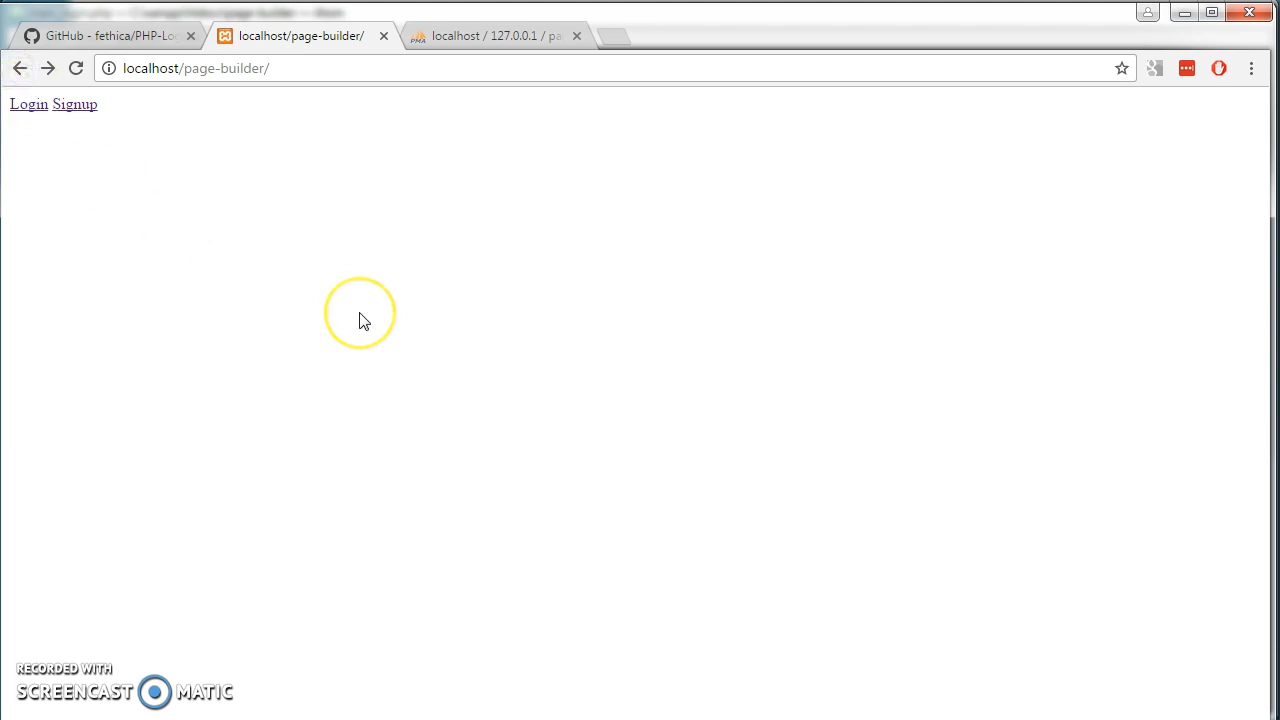 GitHub - fethica/PHP-Lo
localhost/page-builder/
localhost / 127.0.0.1 / pa
localhost/page-builder/
Login Signup
RECORDED WITH
SCREENCAST MATIC